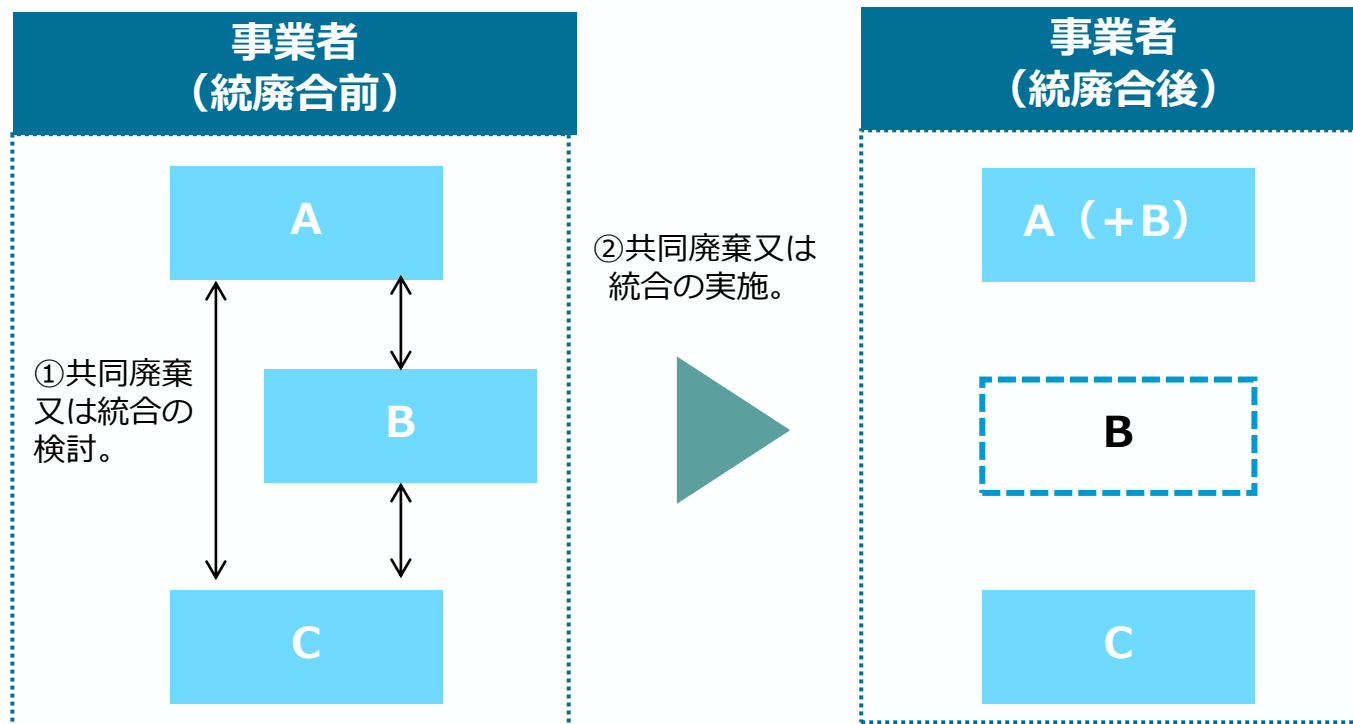 事業者
（統廃合前）
A
①共同廃棄
又は統合の
検討。
B
C
②共同廃棄又は
統合の実施。
事業者
（統廃合後）
A（＋B）
B
C